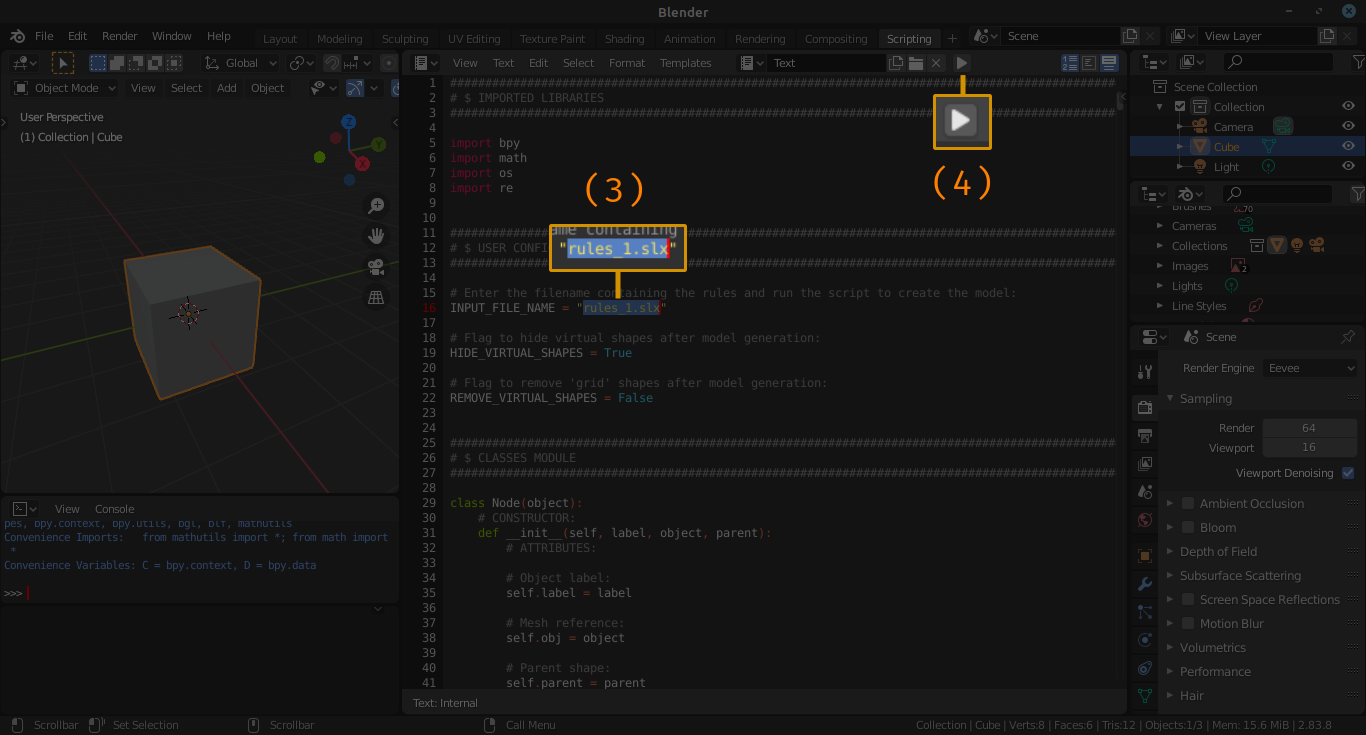 Blender
File Edit Render Window Help
Layout Modeling Sculpting UV Editing Texture Paint Shading Animation Rendering Compositing Scripting
Scene
View Layer
Global
View Text Edit Select Format Templates
Text
Object Mode View Select Add Object
User Perspective
(1) Collection | Cube
Z
Y
X
1 ###############################################################################################
2 # $ IMPORTED LIBRARIES
3 ###############################################################################################
4
5 import bpy
6 import math
7 import os
8 import re
9
10
11 ###############################################################################################
12 # $ USER CONFI
13 ###############################################################################################
14
15 # Enter the filename containing the rules and run the script to create the model:
16 INPUT_FILE_NAME = "rules_1.slx"
17
18 # Flag to hide virtual shapes after model generation:
19 HIDE_VIRTUAL_SHAPES = True
20
21 # Flag to remove 'grid' shapes after model generation:
22 REMOVE_VIRTUAL_SHAPES = False
23
24
25 ###############################################################################################
26 # $ CLASSES MODULE
27 ###############################################################################################
28
29 class Node(object):
30 # CONSTRUCTOR:
31 def __init__(self, label, object, parent):
32 # ATTRIBUTES:
33
34 # Object label:
35 self.label = label
36
37 # Mesh reference:
38 self.obj = object
39
40 # Parent shape:
41 self.parent = parent
(3)
ame containing
"rules_1.slx"
(4)
Text: Internal
View Console
pes, bpy.context, bpy.utils, bgl, blf, mathutils
Convenience Imports: from mathutils import *; from math import
*
Convenience Variables: C = bpy.context, D = bpy.data
>>>
Scene Collection
Collection
Camera
Cube
Light
Brushes 70
Cameras
Collections
Images 2
Lights
Line Styles
Scene
Render Engine Eevee
Sampling
Render 64
Viewport 16
Viewport Denoising
Ambient Occlusion
Bloom
Depth of Field
Subsurface Scattering
Screen Space Reflections
Motion Blur
Volumetrics
Performance
Hair
Scrollbar Set Selection Scrollbar Call Menu
Collection | Cube | Verts:8 | Faces:6 | Tris:12 | Objects:1/3 | Mem: 15.6 MiB | 2.83.8